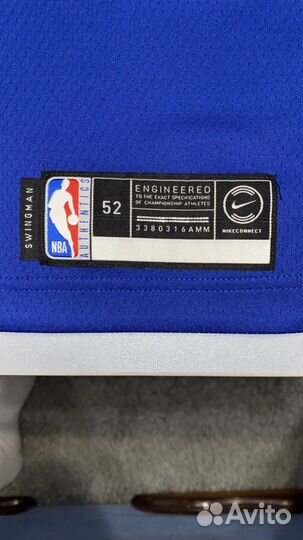 SWINGMAN
NBA
AUTHENTICS
52
ENGINEERED
TO THE EXACT SPECIFICATIONS
OF CHAMPIONSHIP ATHLETES
3380316AMM
NIKECONNECT
Avito